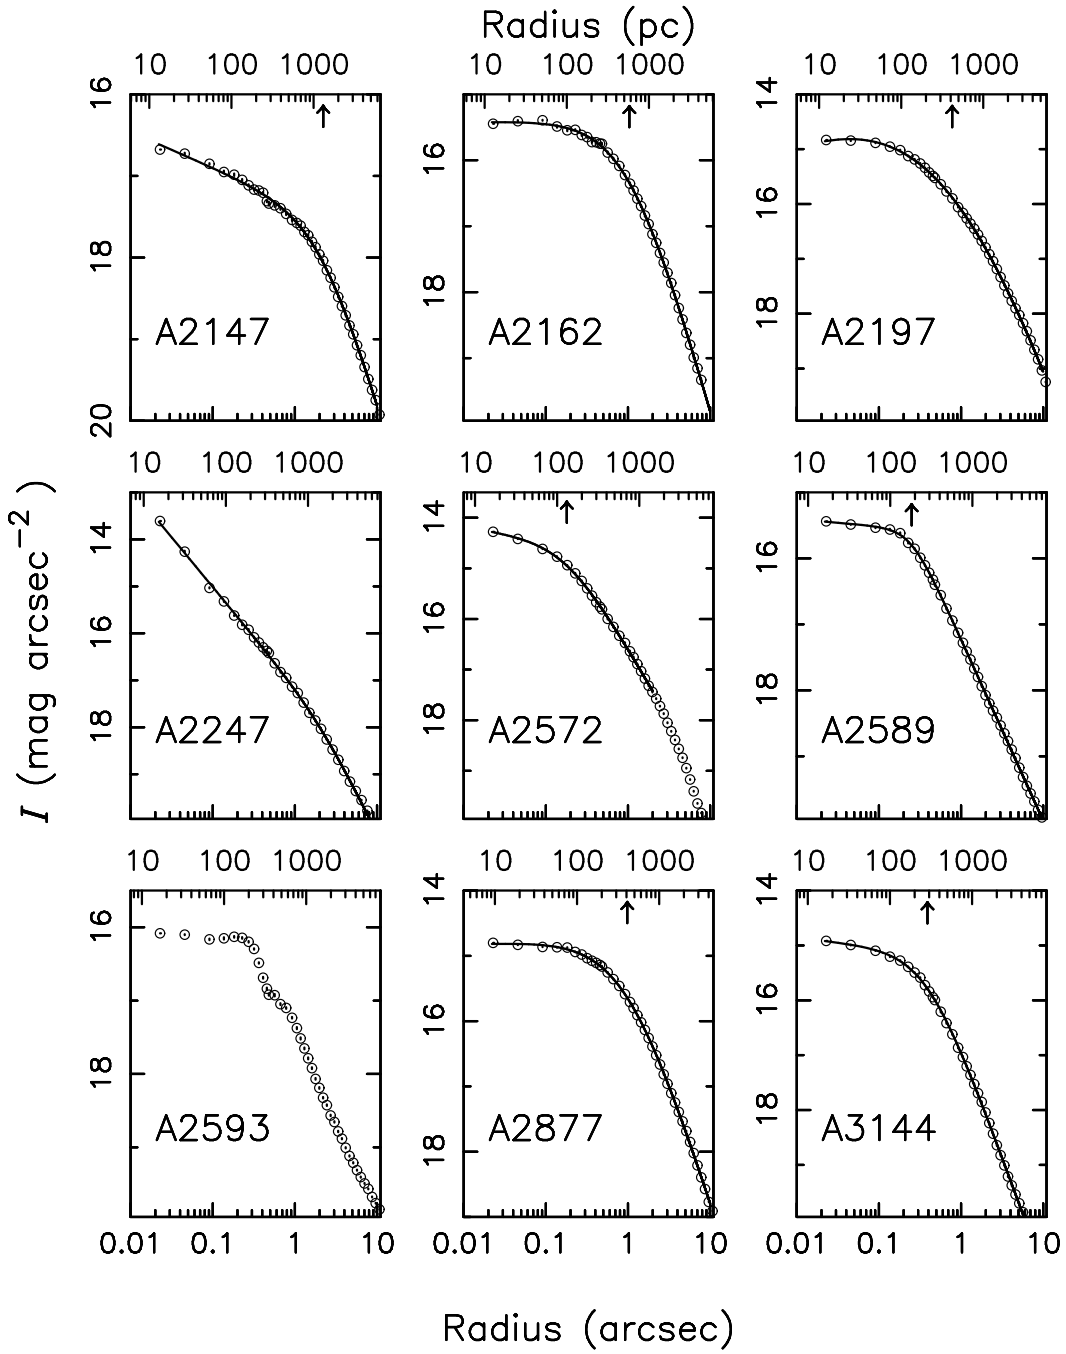 Radius (pc)
10 100 1000 10 100 1000 10 100 1000
16 18 20 16 18 14 16 18
A2147 A2162 A2197
10 100 1000 10 100 1000 10 100 1000
I (mag arcsec−2)
14 16 18 14 16 18 16 18
A2247 A2572 A2589
10 100 1000 10 100 1000 10 100 1000
16 18 14 16 18 14 16 18
A2593 A2877 A3144
0.01 0.1 1 10 0.01 0.1 1 10 0.01 0.1 1 10
Radius (arcsec)